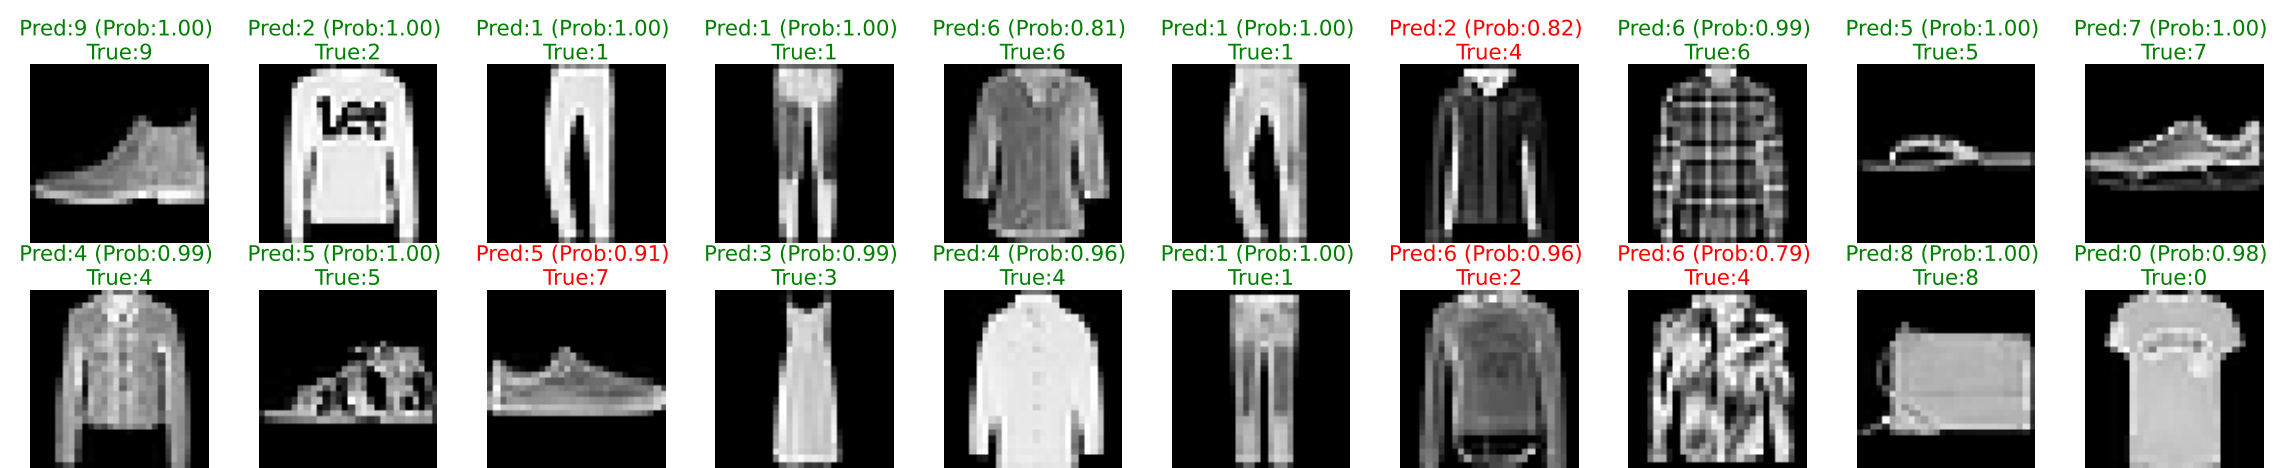 Pred:9 (Prob:1.00)
True:9
Pred:2 (Prob:1.00)
True:2
Pred:1 (Prob:1.00)
True:1
Pred:1 (Prob:1.00)
True:1
Pred:6 (Prob:0.81)
True:6
Pred:1 (Prob:1.00)
True:1
Pred:2 (Prob:0.82)
True:4
Pred:6 (Prob:0.99)
True:6
Pred:5 (Prob:1.00)
True:5
Pred:7 (Prob:1.00)
True:7
Lee
Pred:4 (Prob:0.99)
True:4
Pred:5 (Prob:1.00)
True:5
Pred:5 (Prob:0.91)
True:7
Pred:3 (Prob:0.99)
True:3
Pred:4 (Prob:0.96)
True:4
Pred:1 (Prob:1.00)
True:1
Pred:6 (Prob:0.96)
True:2
Pred:6 (Prob:0.79)
True:4
Pred:8 (Prob:1.00)
True:8
Pred:0 (Prob:0.98)
True:0